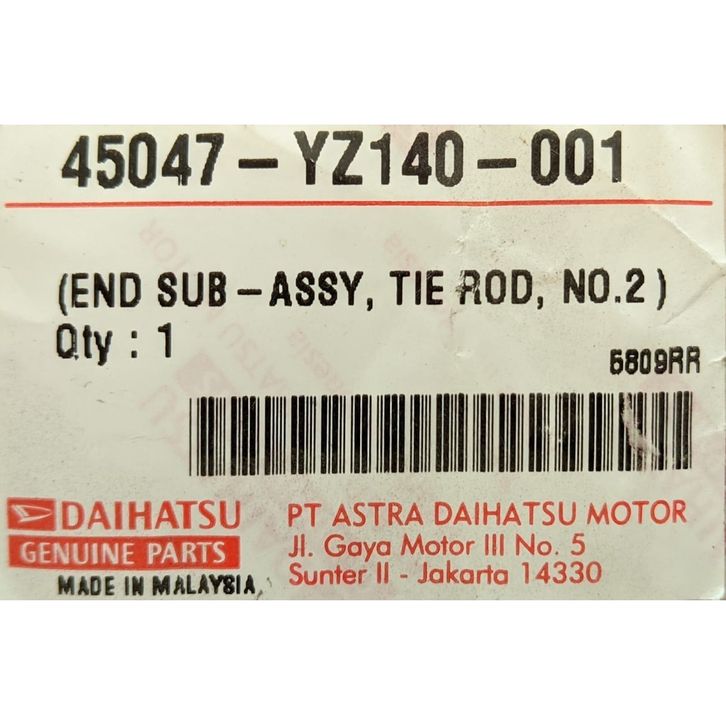 45047-YZ140-001
(END SUB-ASSY, TIE ROD, NO.2)
Qty : 1
5809RR
DAIHATSU
GENUINE PARTS
MADE IN MALAYSIA
PT ASTRA DAIHATSU MOTOR
Jl. Gaya Motor III No. 5
Sunter II - Jakarta 14330